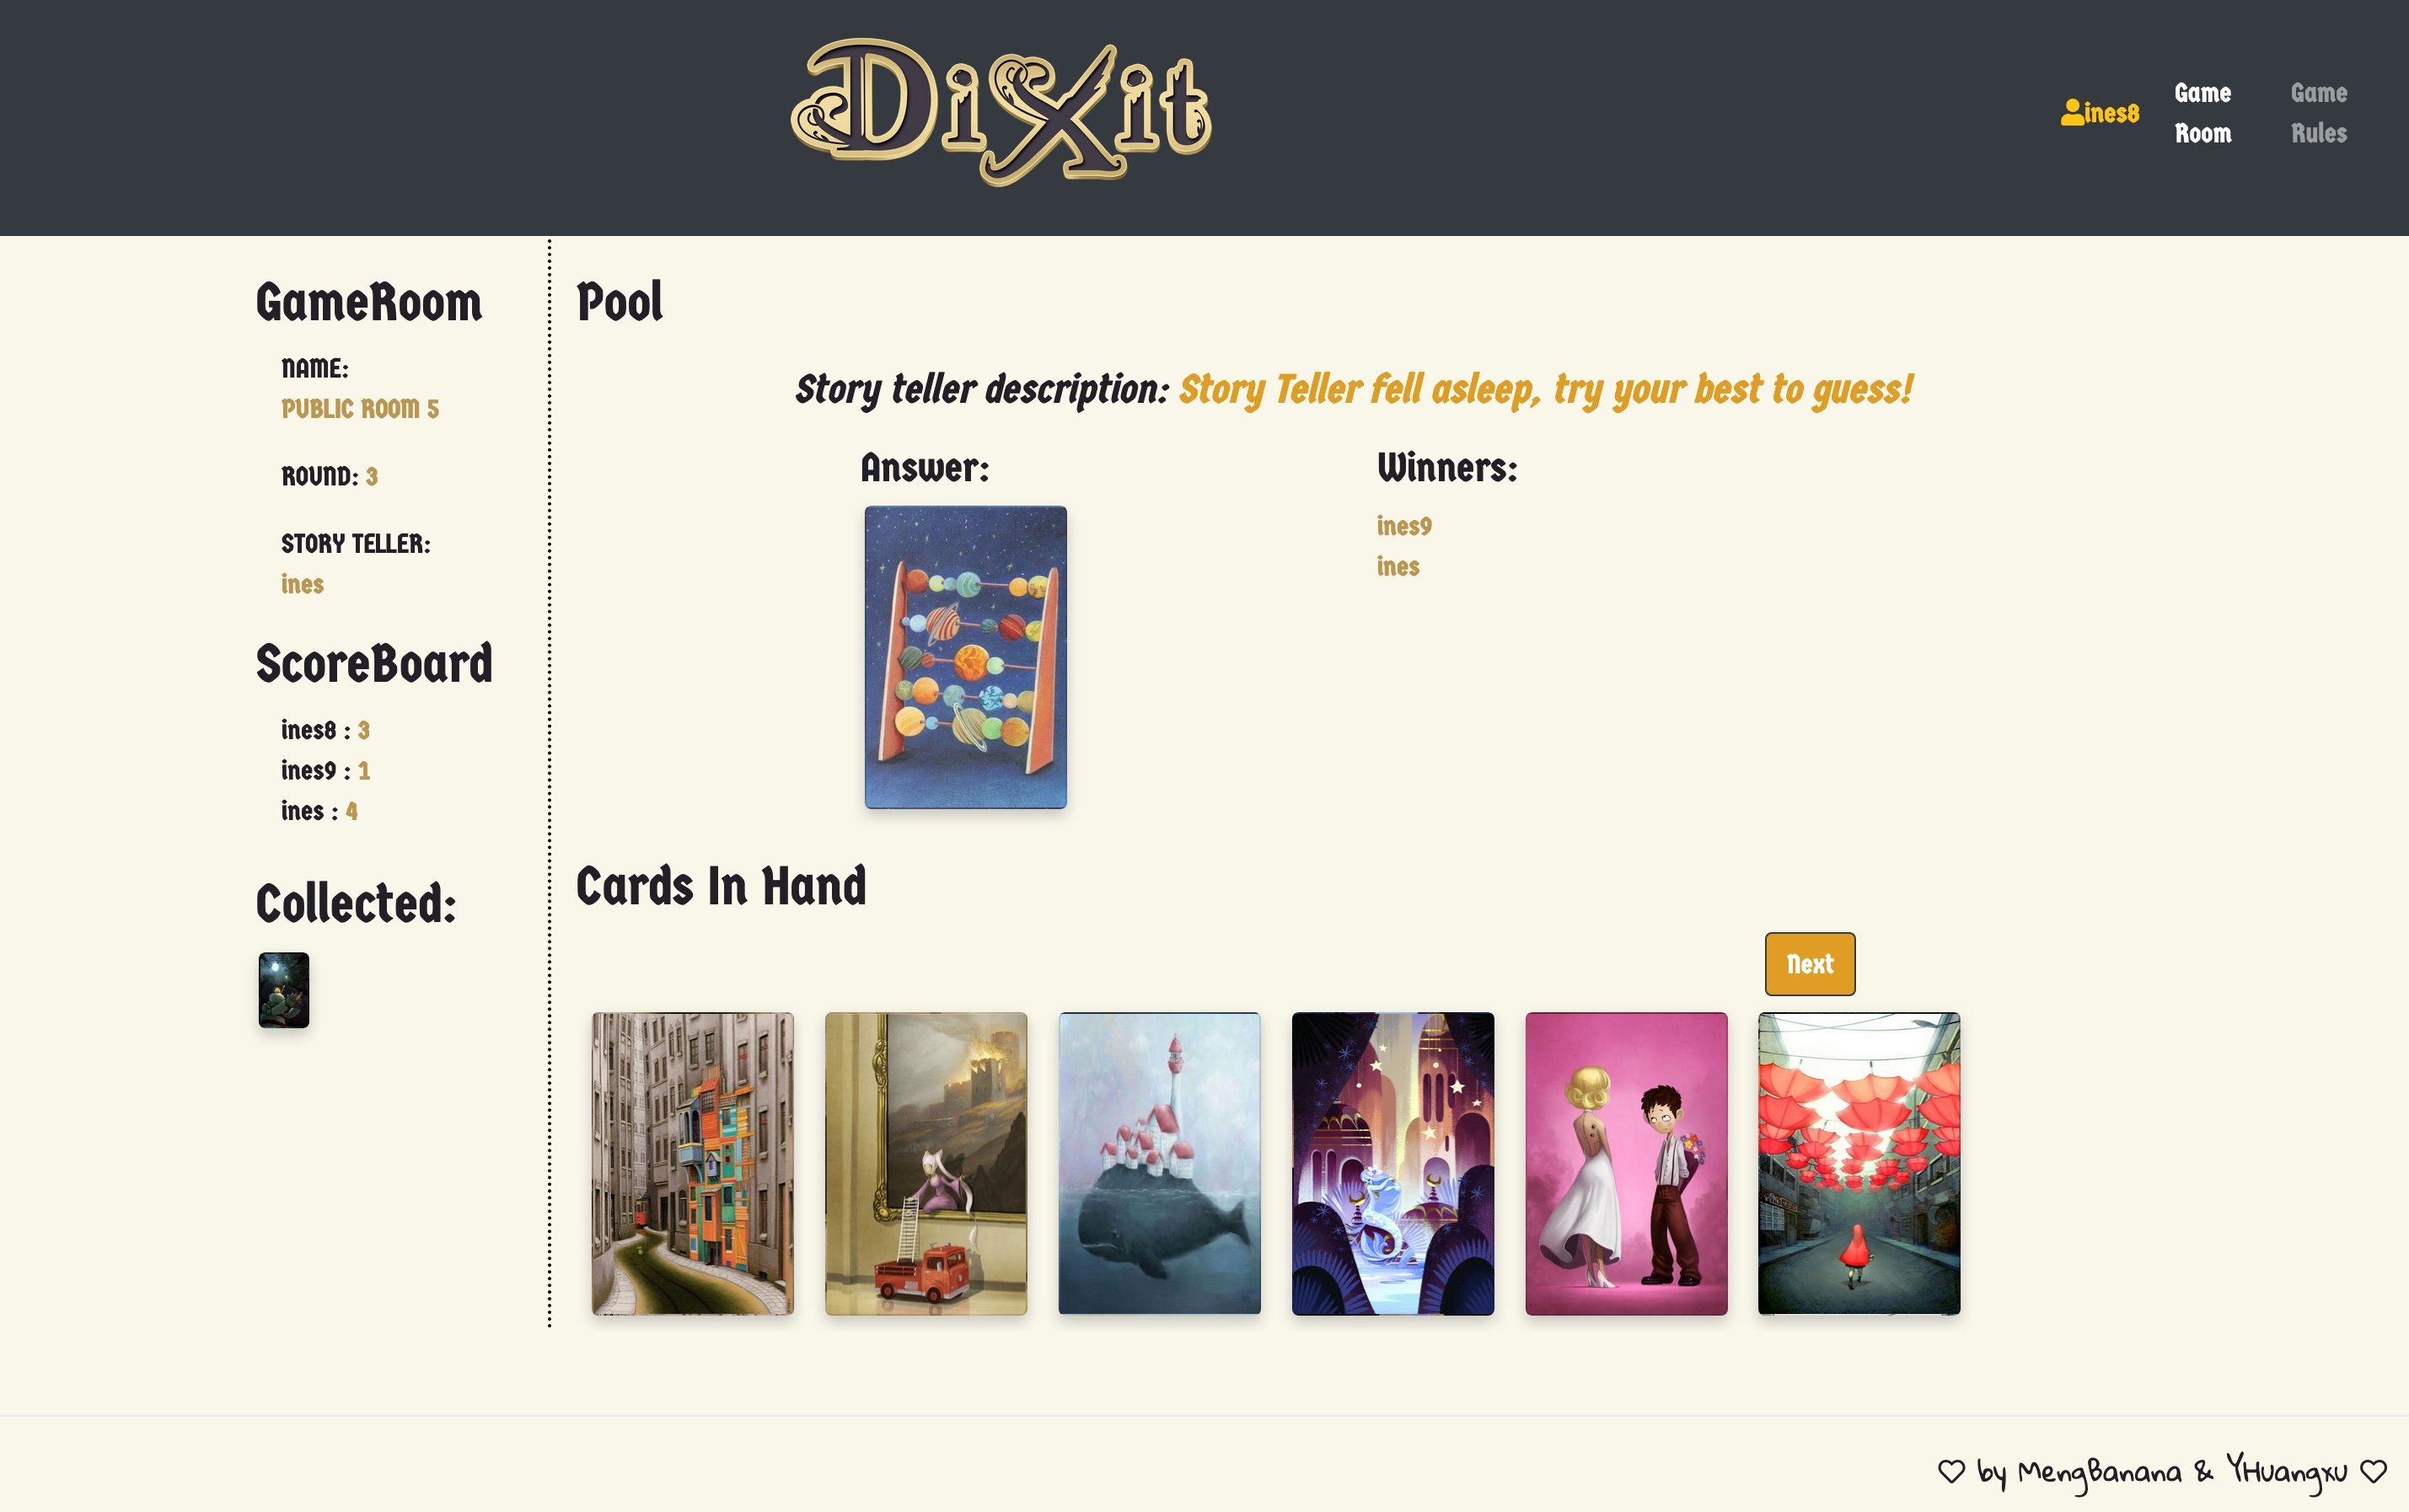 Dixit
ines8
Game
Room
Game
Rules
GameRoom
NAME:
PUBLIC ROOM 5
ROUND: 3
STORY TELLER:
ines
ScoreBoard
ines8 : 3
ines9 : 1
ines : 4
Collected:
Pool
Story teller description: Story Teller fell asleep, try your best to guess!
Answer:
Winners:
ines9
ines
Cards In Hand
Next
by MengBanana & YHuangxu